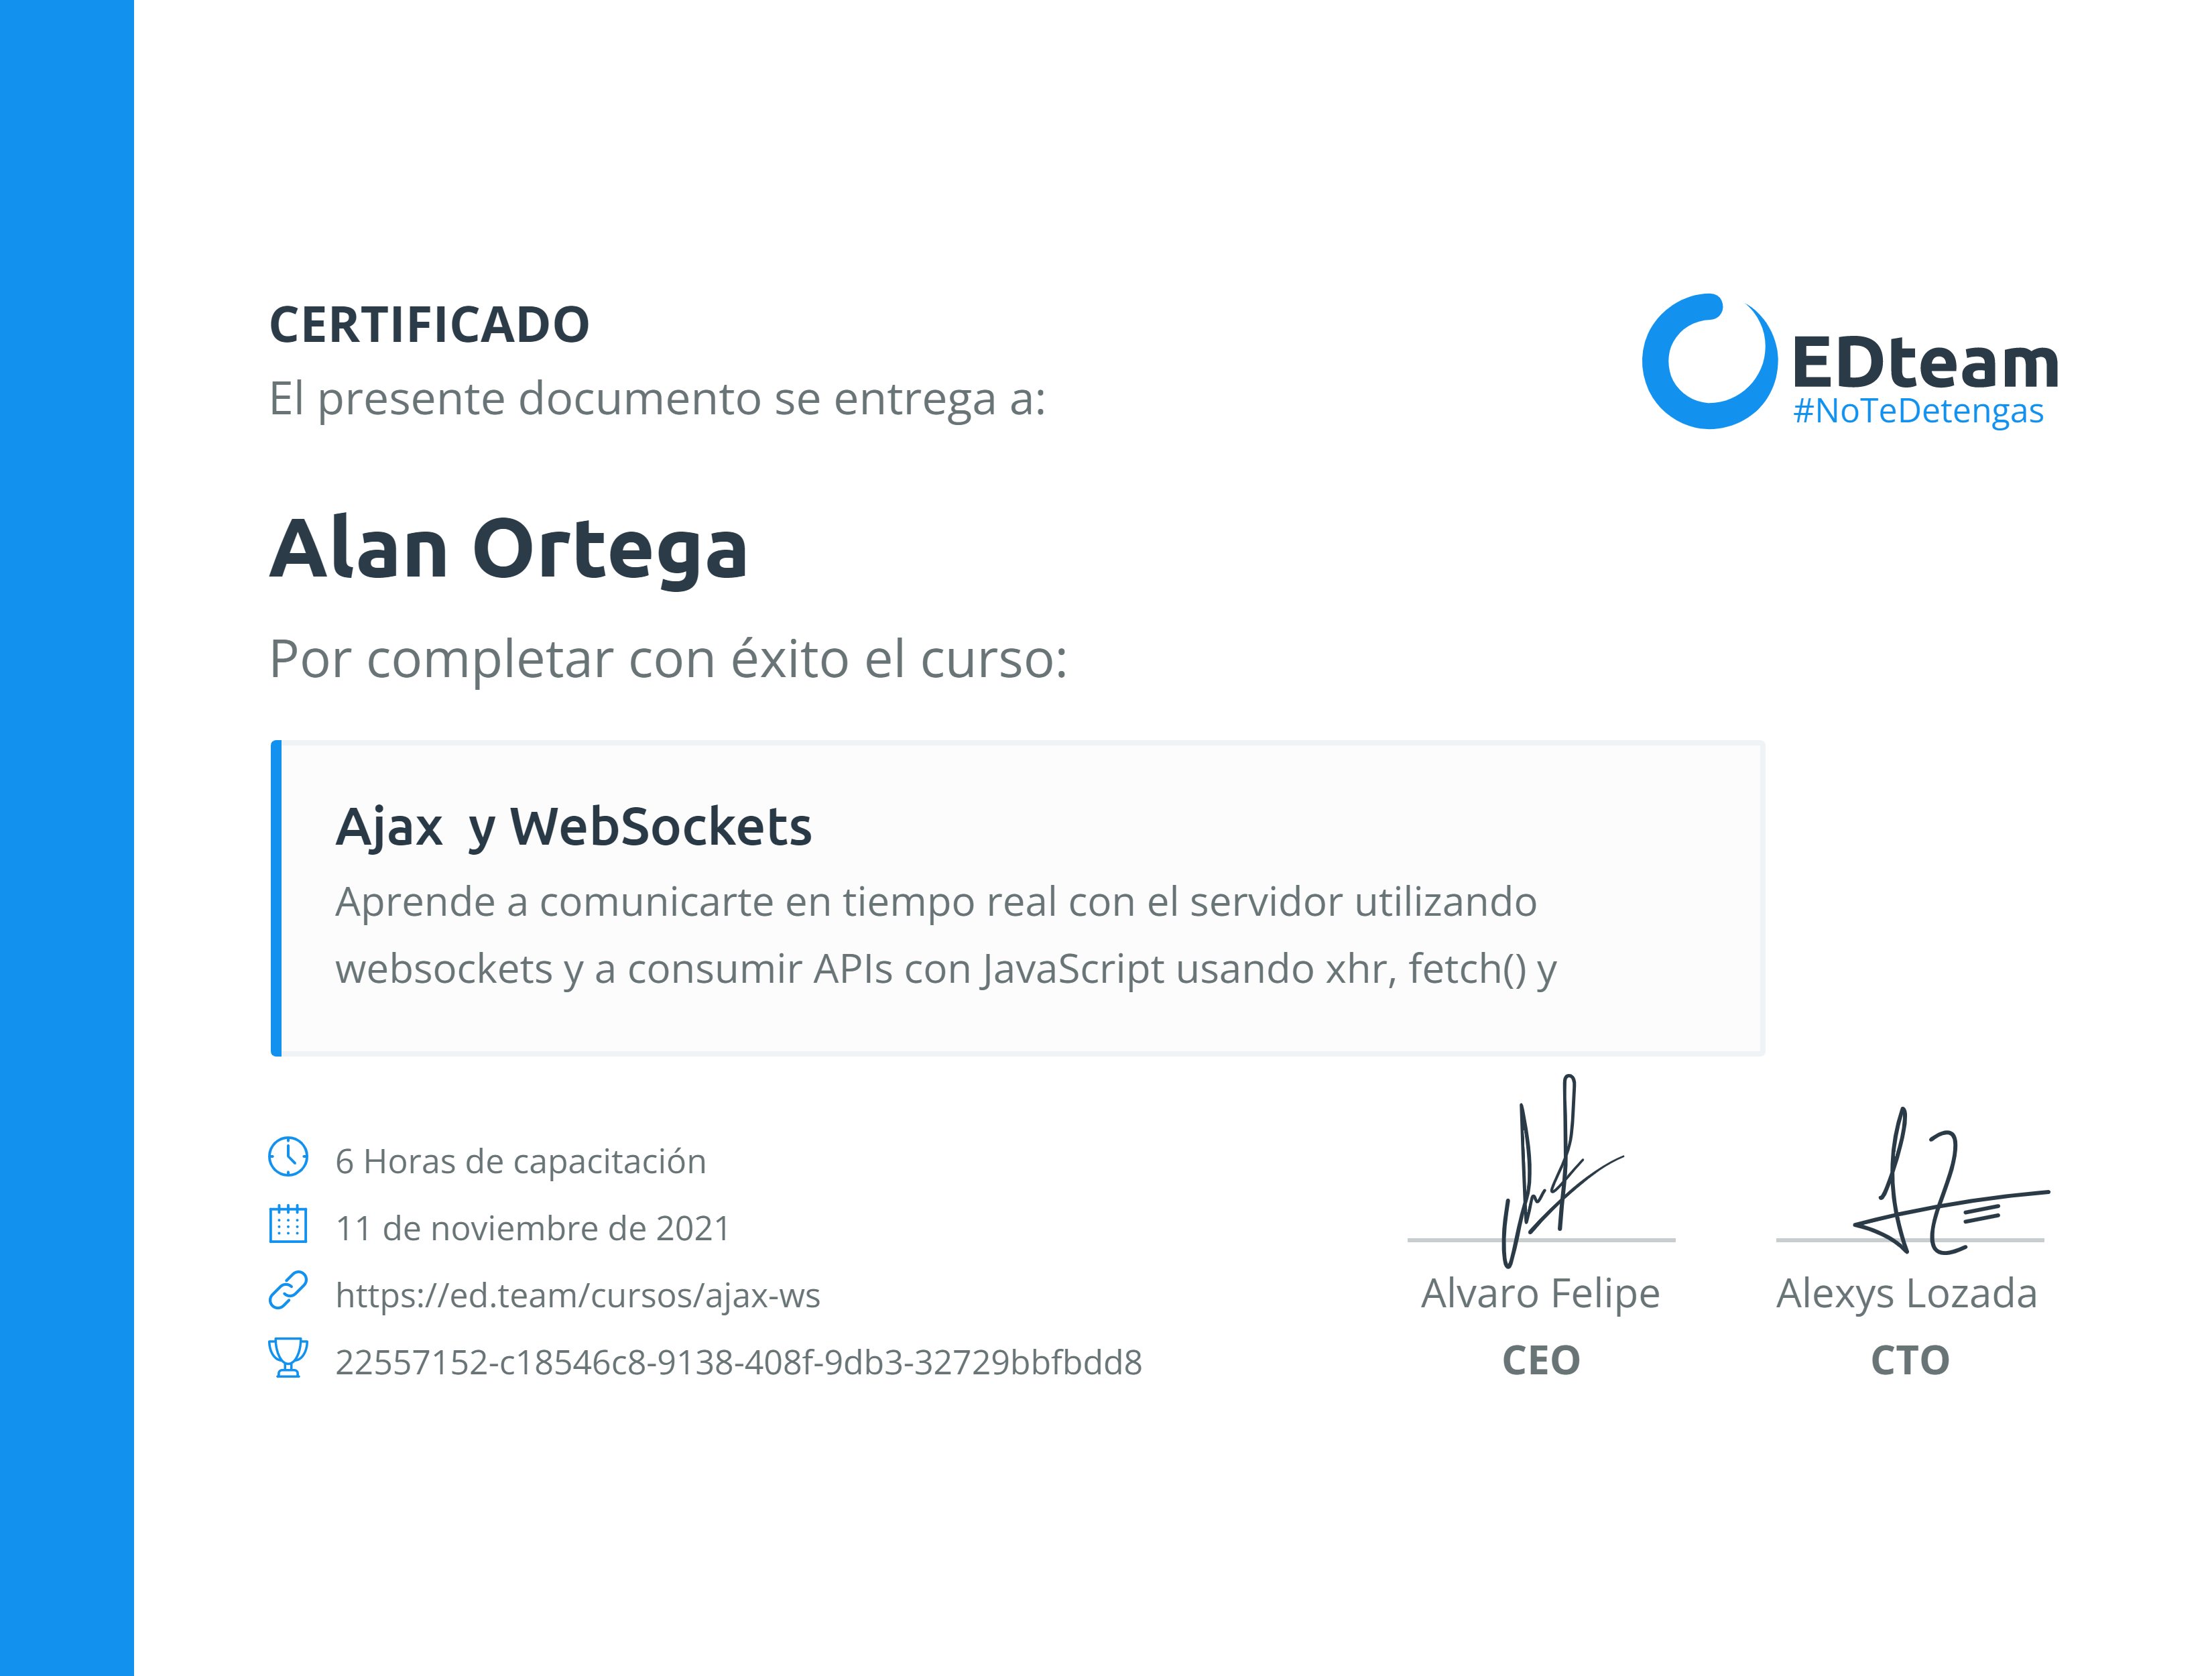 CERTIFICADO
El presente documento se entrega a:
EDteam
#NoTeDetengas
Alan Ortega
Por completar con éxito el curso:
Ajax  y WebSockets
Aprende a comunicarte en tiempo real con el servidor utilizando
websockets y a consumir APIs con JavaScript usando xhr, fetch() y
6 Horas de capacitación
11 de noviembre de 2021
https://ed.team/cursos/ajax-ws
22557152-c18546c8-9138-408f-9db3-32729bbfbdd8
Alvaro Felipe
CEO
Alexys Lozada
CTO